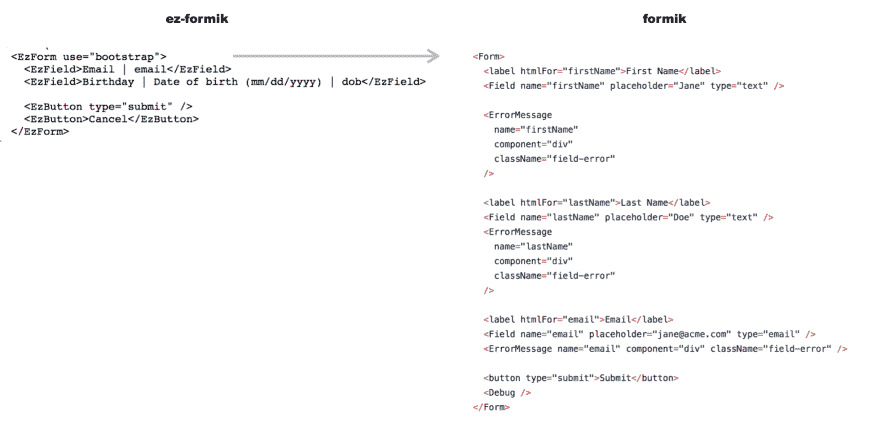 ez-formik
<EzForm use="bootstrap">
<EzField>Email | email</EzField>
<EzField>Birthday | Date of birth (mm/dd/yyyy) | dob</EzField>
<EzButton type="submit" />
<EzButton>Cancel</EzButton>
</EzForm>
formik
<Form>
<label htmlFor="firstName">First Name</label>
<Field name="firstName" placeholder="Jane" type="text" />
<ErrorMessage
name="firstName"
component="div"
className="field-error"
/>
<label htmlFor="lastName">Last Name</label>
<Field name="lastName" placeholder="Doe" type="text" />
<ErrorMessage
name="lastName"
component="div"
className="field-error"
/>
<label htmlFor="email">Email</label>
<Field name="email" placeholder="jane@acme.com" type="email" />
<ErrorMessage name="email" component="div" className="field-error" />
<button type="submit">Submit</button>
<Debug />
</Form>